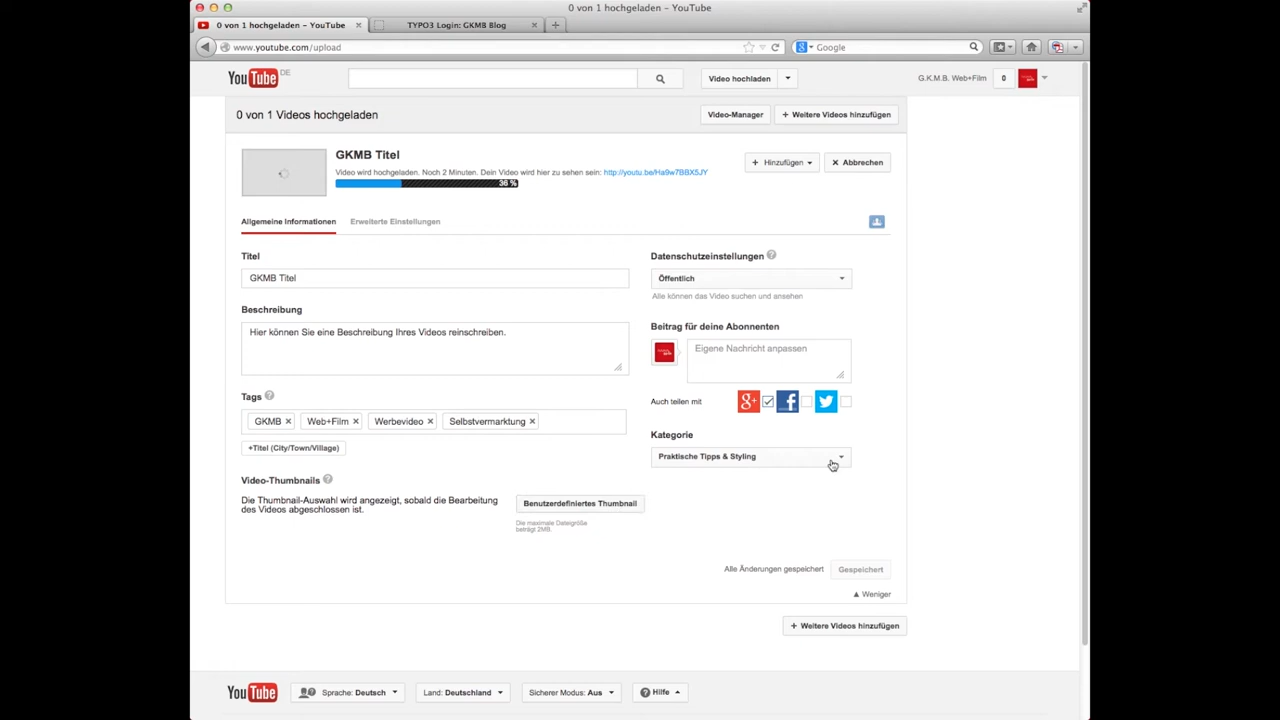 0 von 1 hochgeladen – YouTube
0 von 1 hochgeladen – YouTube
TYPO3 Login: GKMB Blog
www.youtube.com/upload
Google
YouTube DE
Video hochladen
G.K.M.B. Web+Film
0
0 von 1 Videos hochgeladen
Video-Manager
+ Weitere Videos hinzufügen
GKMB Titel
Video wird hochgeladen. Noch 2 Minuten. Dein Video wird hier zu sehen sein: http://youtu.be/Ha9w7BBX5JY
36 %
+ Hinzufügen
× Abbrechen
Allgemeine Informationen
Erweiterte Einstellungen
Titel
GKMB Titel
Beschreibung
Hier können Sie eine Beschreibung Ihres Videos reinschreiben.
Tags
GKMB ×
Web+Film ×
Werbevideo ×
Selbstvermarktung ×
+Titel (City/Town/Village)
Video-Thumbnails
Die Thumbnail-Auswahl wird angezeigt, sobald die Bearbeitung
des Videos abgeschlossen ist.
Benutzerdefiniertes Thumbnail
Die maximale Dateigröße
beträgt 2MB.
Datenschutzeinstellungen
Öffentlich
Alle können das Video suchen und ansehen
Beitrag für deine Abonnenten
Eigene Nachricht anpassen
Auch teilen mit
Kategorie
Praktische Tipps & Styling
Alle Änderungen gespeichert
Gespeichert
▲ Weniger
+ Weitere Videos hinzufügen
YouTube
Sprache: Deutsch
Land: Deutschland
Sicherer Modus: Aus
Hilfe